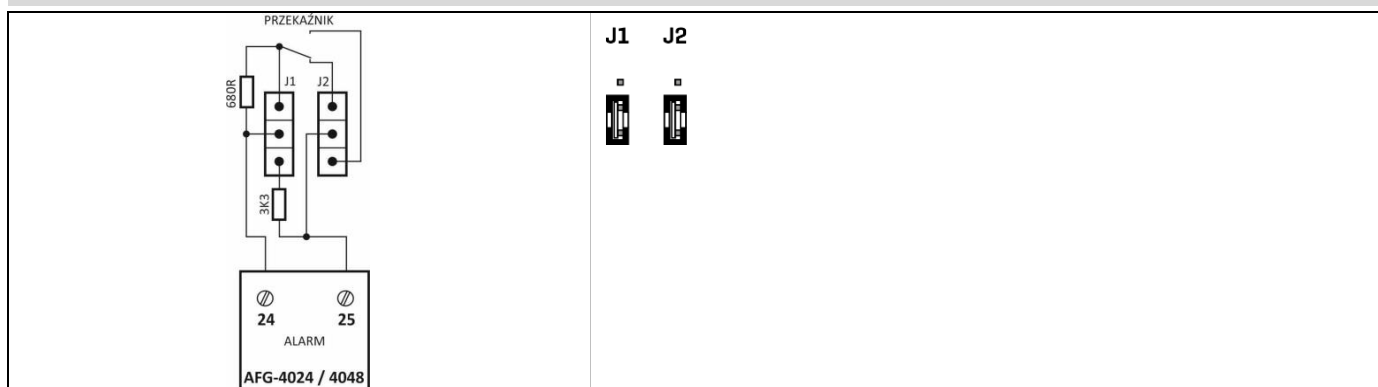 PRZEKAŹNIK
680R
J1 J2
3K3
24 25
ALARM
AFG-4024 / 4048
J1 J2